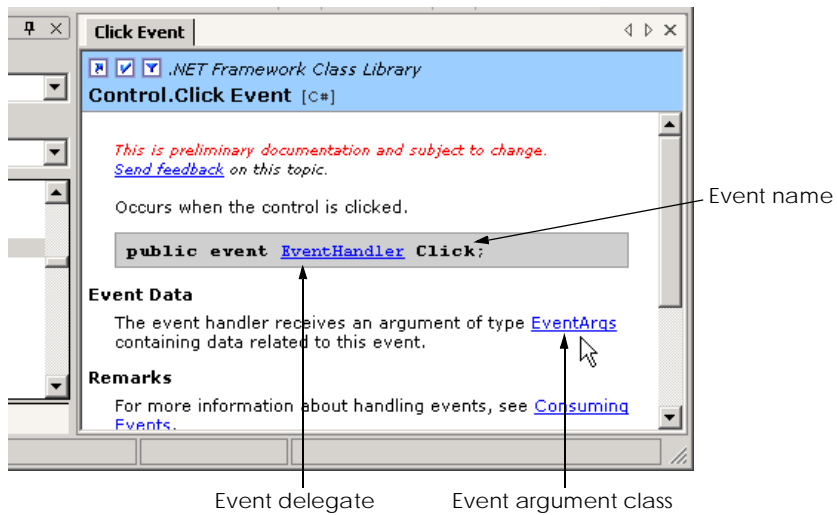 Click Event
.NET Framework Class Library
Control.Click Event [C#]
This is preliminary documentation and subject to change.
Send feedback on this topic.
Occurs when the control is clicked.
Event name
public event EventHandler Click;
Event Data
The event handler receives an argument of type EventArgs
containing data related to this event.
Remarks
For more information about handling events, see Consuming
Events.
Event delegate
Event argument class